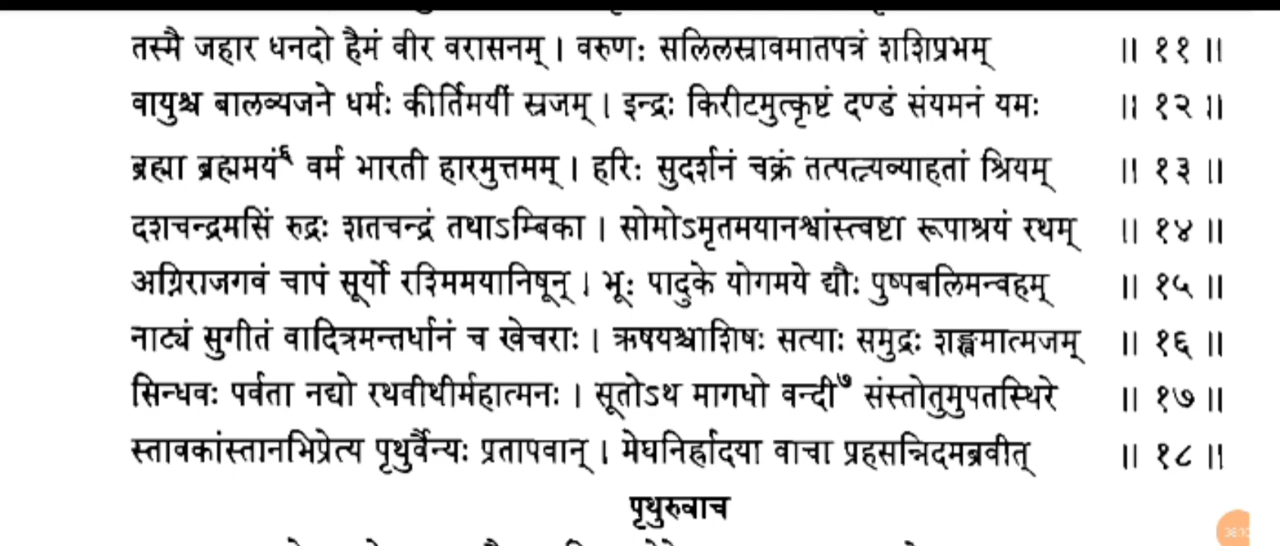 तस्मै जहार धनदो हैमं वीर वरासनम् । वरुणः सलिलस्रावमातपत्रं शशिप्रभम् ॥ ११ ॥
वायुश्च बालव्यजने धर्मः कीर्तिमयीं स्रजम् । इन्द्रः किरीटमुत्कृष्टं दण्डं संयमनं यमः ॥ १२ ॥
ब्रह्मा ब्रह्ममयं६ वर्म भारती हारमुत्तमम् । हरिः सुदर्शनं चक्रं तत्पत्न्यव्याहतां श्रियम् ॥ १३ ॥
दशचन्द्रमसिं रुद्रः शतचन्द्रं तथाऽम्बिका । सोमोऽमृतमयानश्वांस्त्वष्टा रूपाश्रयं रथम् ॥ १४ ॥
अग्निराजगवं चापं सूर्यो रश्मिमयानिषून् । भूः पादुके योगमये द्यौः पुष्पबलिमन्वहम् ॥ १५ ॥
नाट्यं सुगीतं वादित्रमन्तर्धानं च खेचराः । ऋषयश्चाशिषः सत्याः समुद्रः शङ्खमात्मजम् ॥ १६ ॥
सिन्धवः पर्वता नद्यो रथवीथीर्महात्मनः । सूतोऽथ मागधो वन्दी७ संस्तोतुमुपतस्थिरे ॥ १७ ॥
स्तावकांस्तानभिप्रेत्य पृथुर्वैन्यः प्रतापवान् । मेघनिर्ह्रादया वाचा प्रहसन्निदमब्रवीत् ॥ १८ ॥
पृथुरुवाच